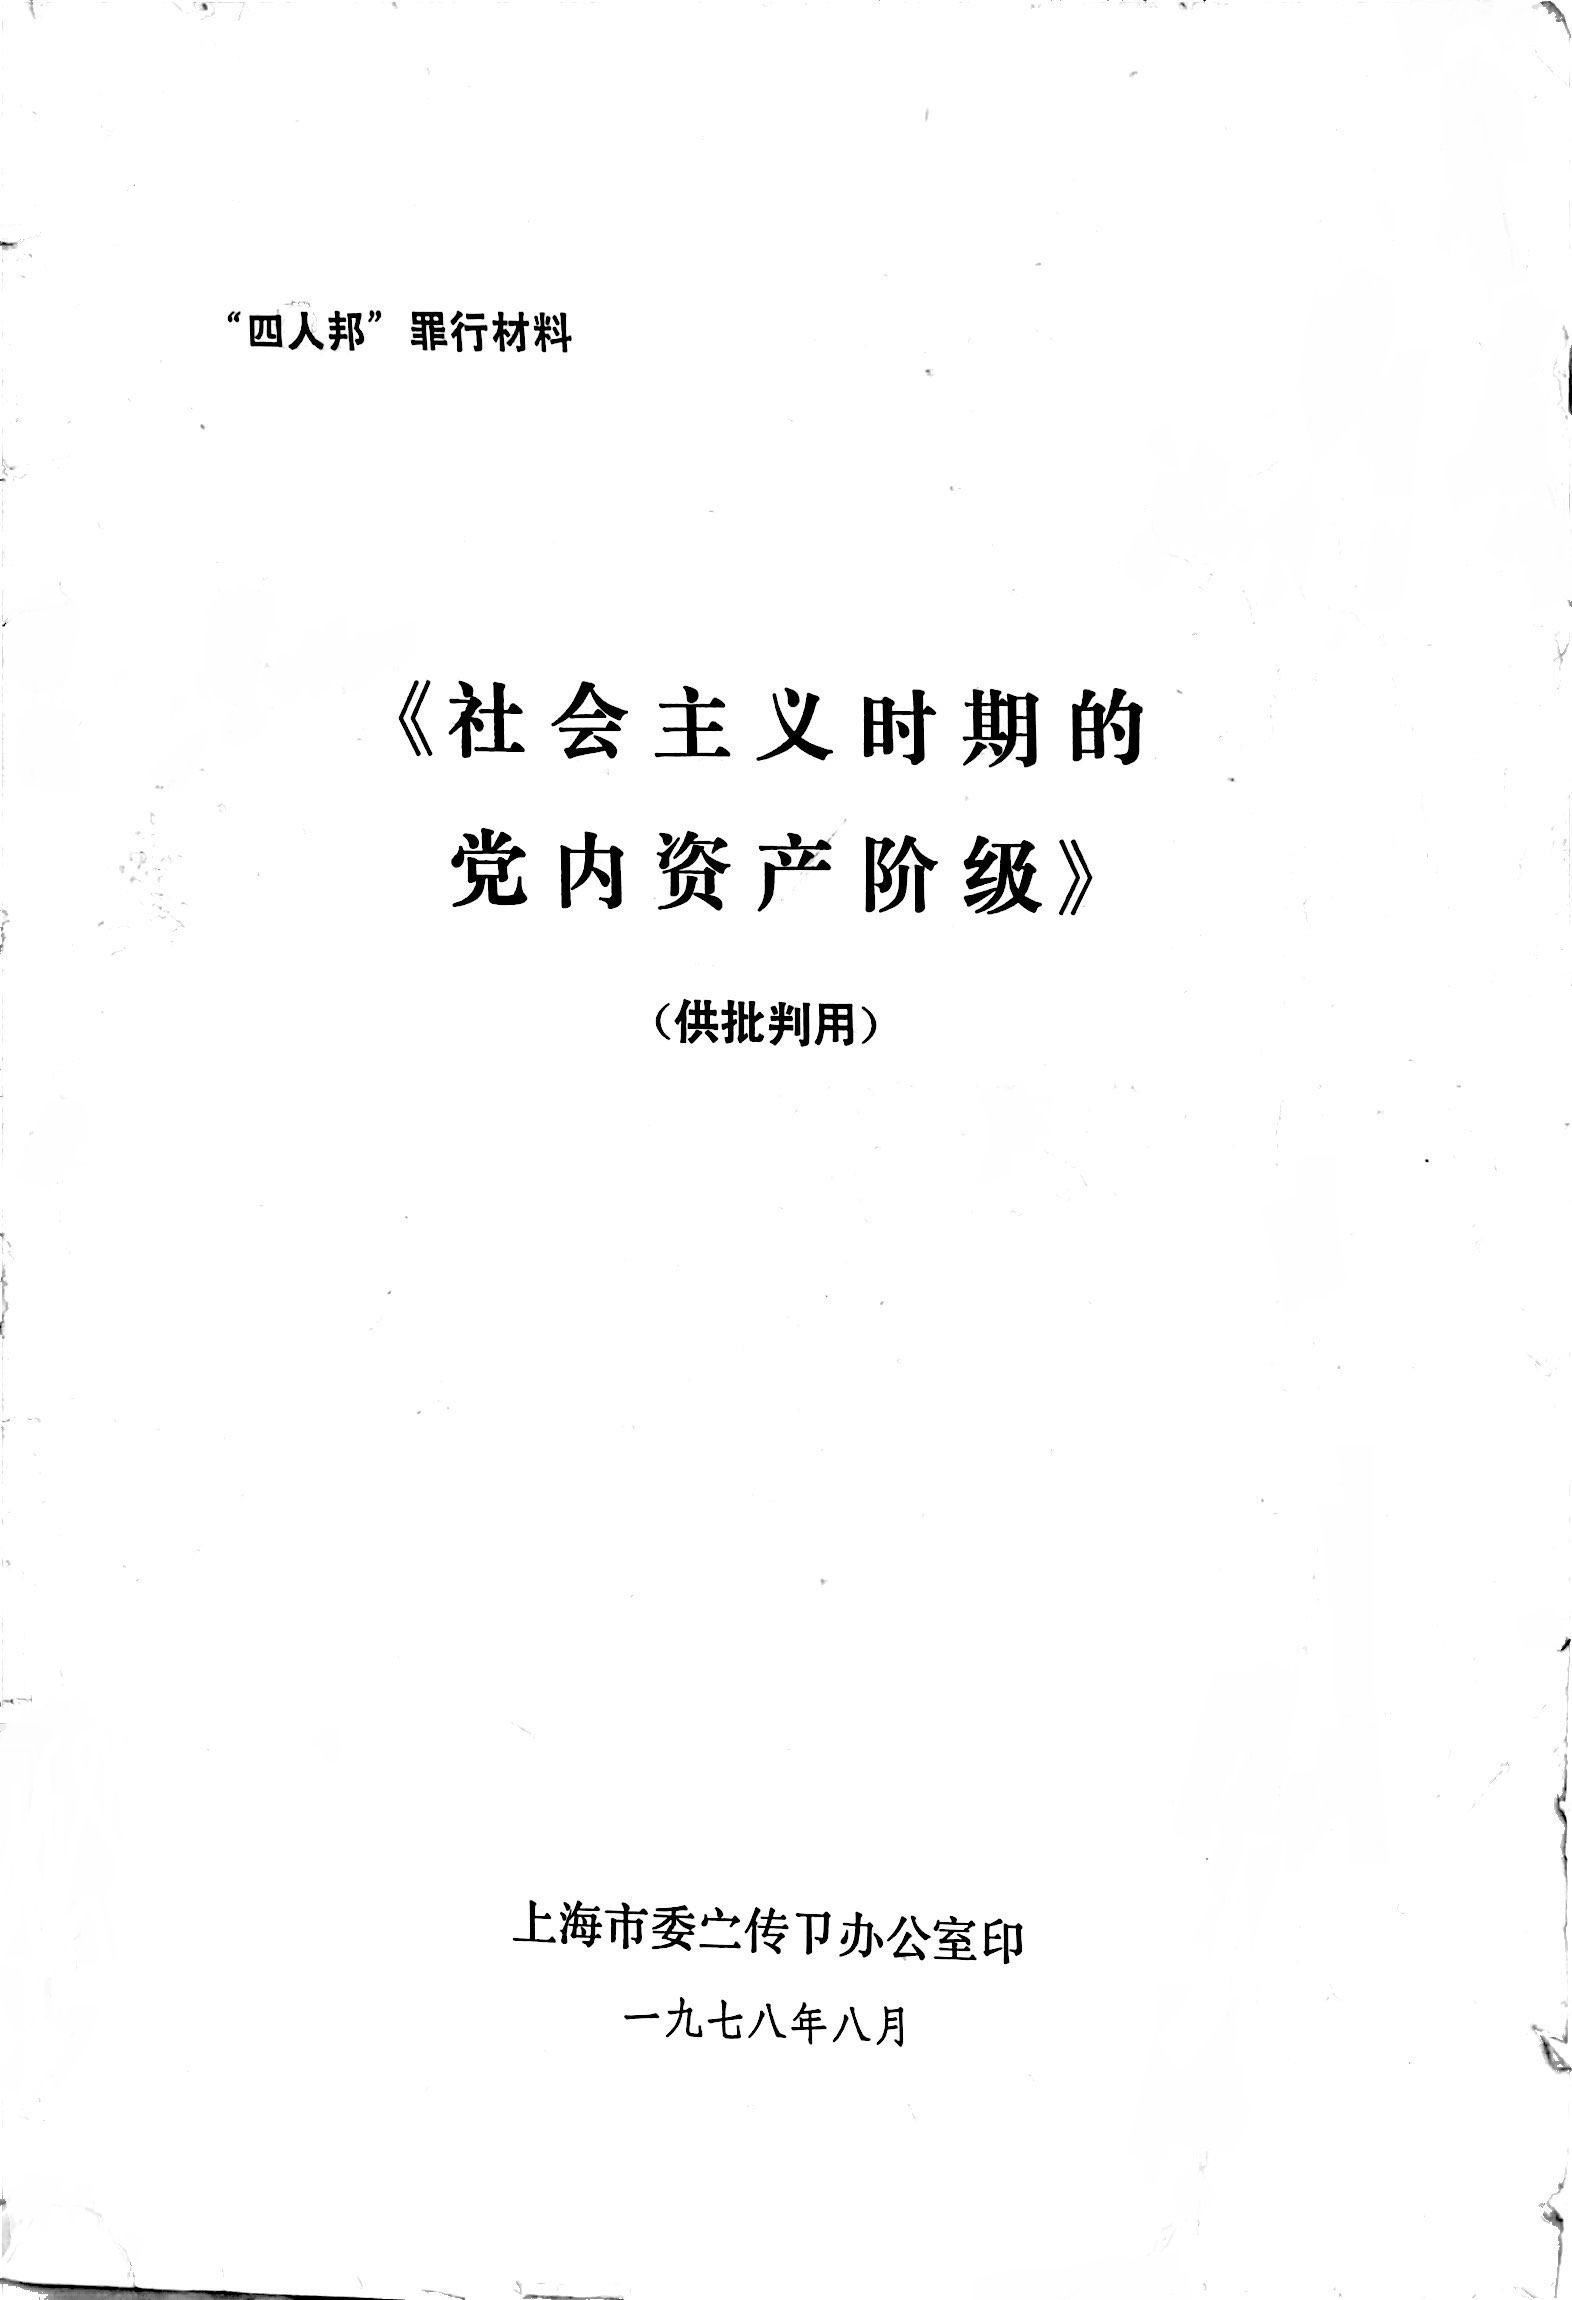 “四人邦”罪行材料
《社会主义时期的
党内资产阶级》
（供批判用）
上海市委宀传卩办公室印
一九七八年八月